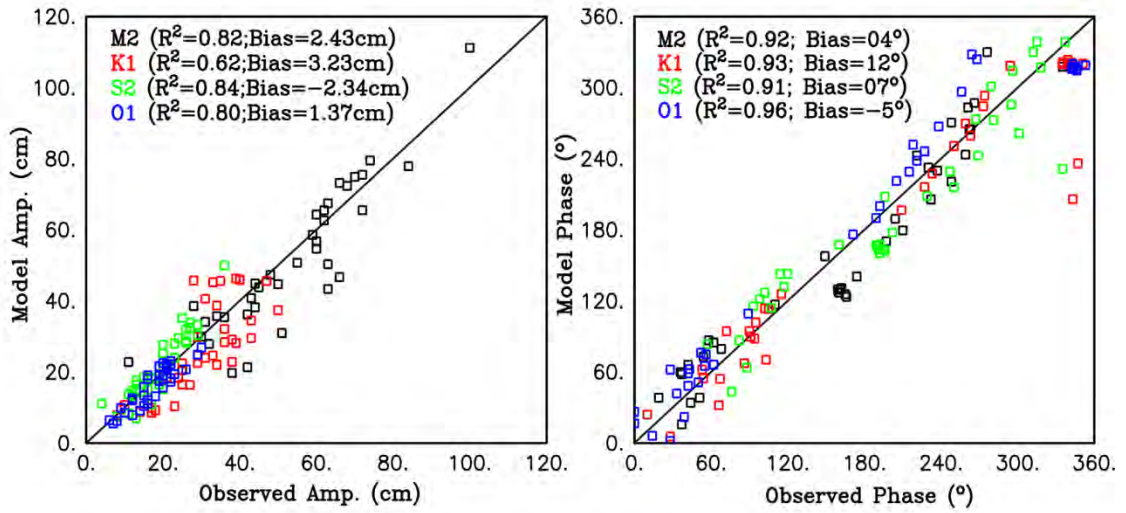 120.
100.
80.
60.
40.
20.
0.
Model Amp. (cm)
M2 (R²=0.82;Bias=2.43cm)
K1 (R²=0.62;Bias=3.23cm)
S2 (R²=0.84;Bias=−2.34cm)
O1 (R²=0.80;Bias=1.37cm)
0. 20. 40. 60. 80. 100. 120.
Observed Amp. (cm)
360.
300.
240.
180.
120.
60.
0.
Model Phase (°)
M2 (R²=0.92; Bias=04°)
K1 (R²=0.93; Bias=12°)
S2 (R²=0.91; Bias=07°)
O1 (R²=0.96; Bias=−5°)
0. 60. 120. 180. 240. 300. 360.
Observed Phase (°)